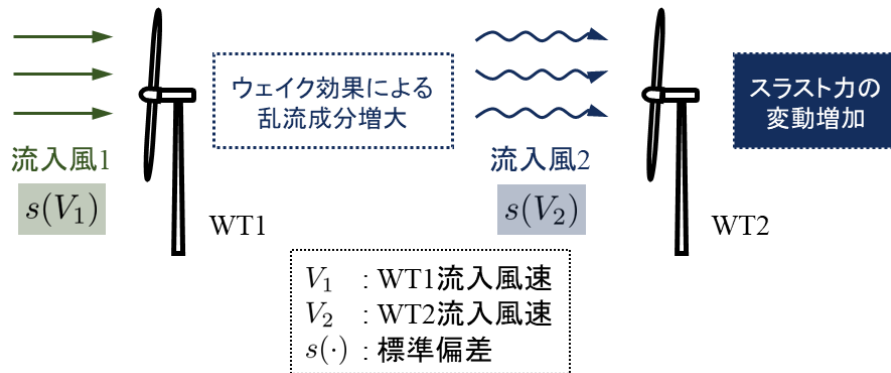 ウェイク効果による
乱流成分増大
スラスト力の
変動増加
流入風1
流入風2
s(V₁)
s(V₂)
WT1
WT2
V₁ : WT1流入風速
V₂ : WT2流入風速
s(·) : 標準偏差